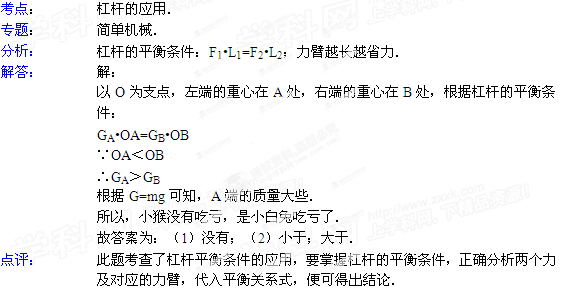 考点： 杠杆的应用．
专题： 简单机械．
分析： 杠杆的平衡条件：F1•L1=F2•L2；力臂越长越省力．
解答： 解：
以 O 为支点，左端的重心在 A 处，右端的重心在 B 处，根据杠杆的平衡条
件：
GA•OA=GB•OB
∵OA＜OB
∴GA＞GB
根据 G=mg 可知，A 端的质量大些．
所以，小猴没有吃亏，是小白兔吃亏了．
故答案为：（1）没有；（2）小于；大于．
点评： 此题考查了杠杆平衡条件的应用，要掌握杠杆的平衡条件，正确分析两个力
及对应的力臂，代入平衡关系式，便可得出结论．